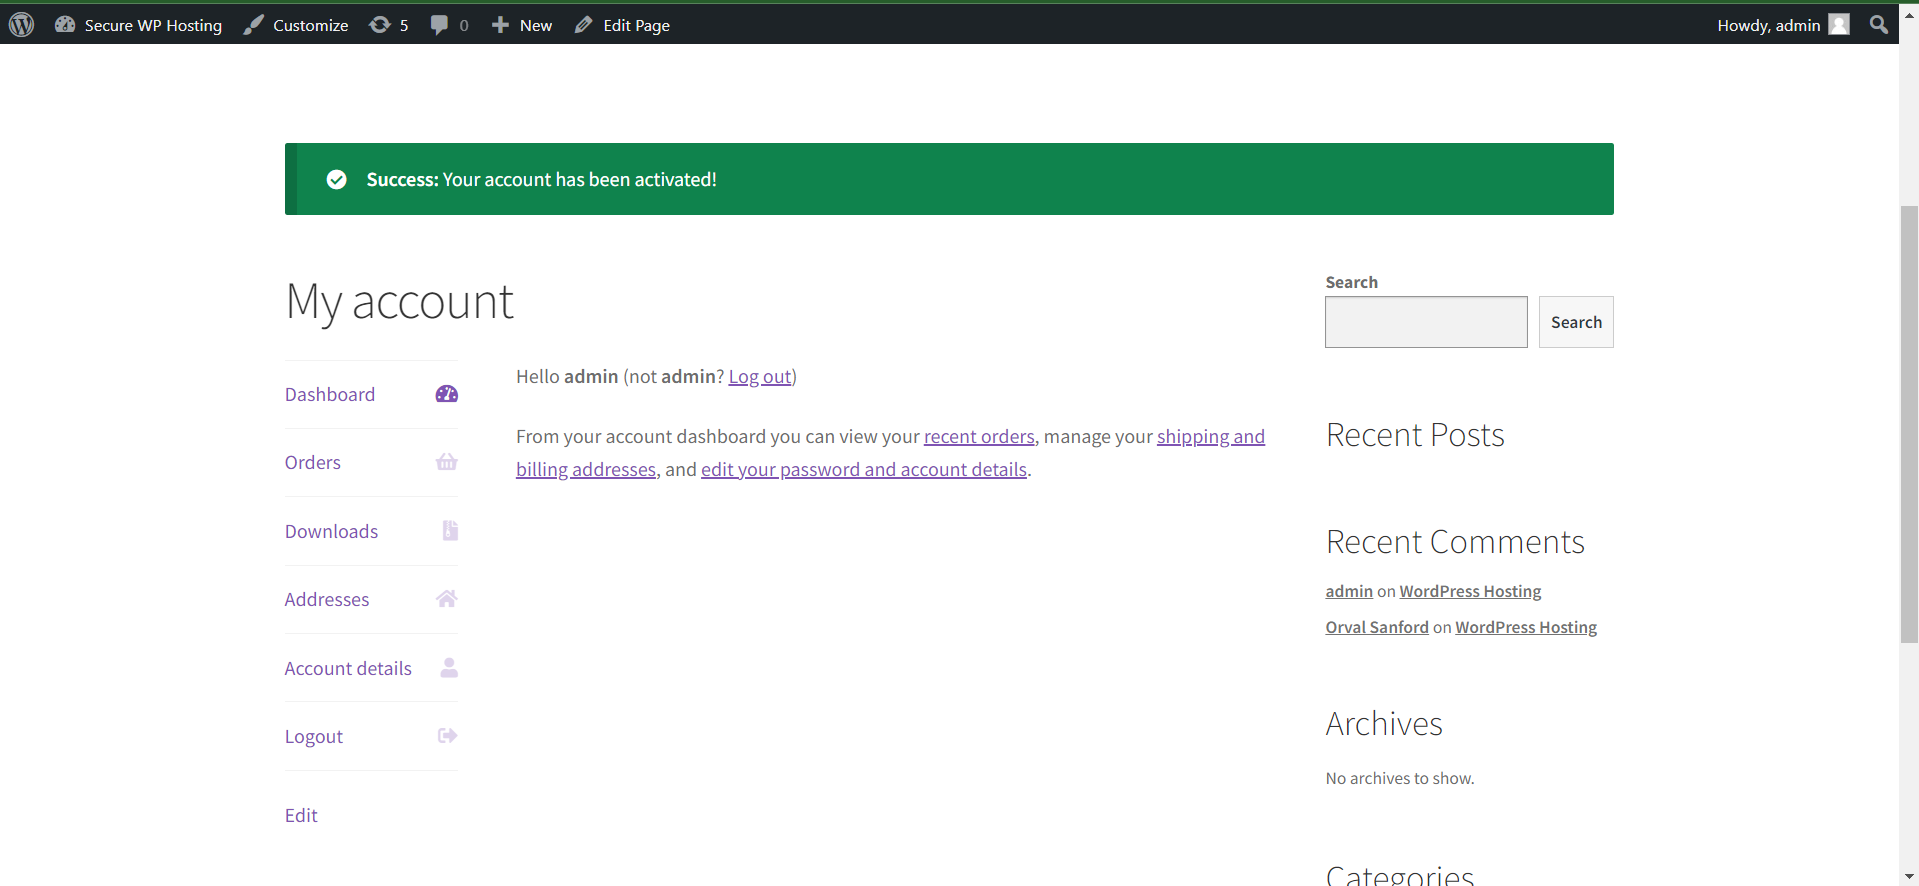 Secure WP Hosting Customize 5 0 New Edit Page Howdy, admin
Success: Your account has been activated!
My account
Dashboard
Orders
Downloads
Addresses
Account details
Logout
Edit
Hello admin (not admin? Log out)
From your account dashboard you can view your recent orders, manage your shipping and
billing addresses, and edit your password and account details.
Search
Search
Recent Posts
Recent Comments
admin on WordPress Hosting
Orval Sanford on WordPress Hosting
Archives
No archives to show.
Categories